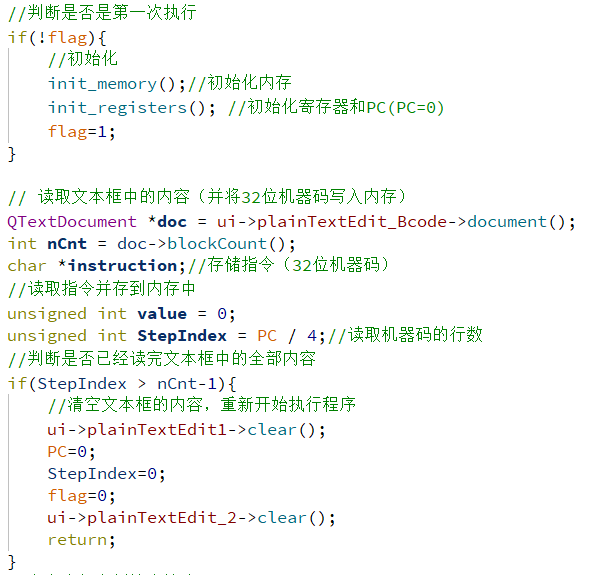 //判断是否是第一次执行
if(!flag){
    //初始化
    init_memory();//初始化内存
    init_registers(); //初始化寄存器和PC(PC=0)
    flag=1;
}

// 读取文本框中的内容（并将32位机器码写入内存）
QTextDocument *doc = ui->plainTextEdit_Bcode->document();
int nCnt = doc->blockCount();
char *instruction;//存储指令（32位机器码）
//读取指令并存到内存中
unsigned int value = 0;
unsigned int StepIndex = PC / 4;//读取机器码的行数
//判断是否已经读完文本框中的全部内容
if(StepIndex > nCnt-1){
    //清空文本框的内容，重新开始执行程序
    ui->plainTextEdit1->clear();
    PC=0;
    StepIndex=0;
    flag=0;
    ui->plainTextEdit_2->clear();
    return;
}